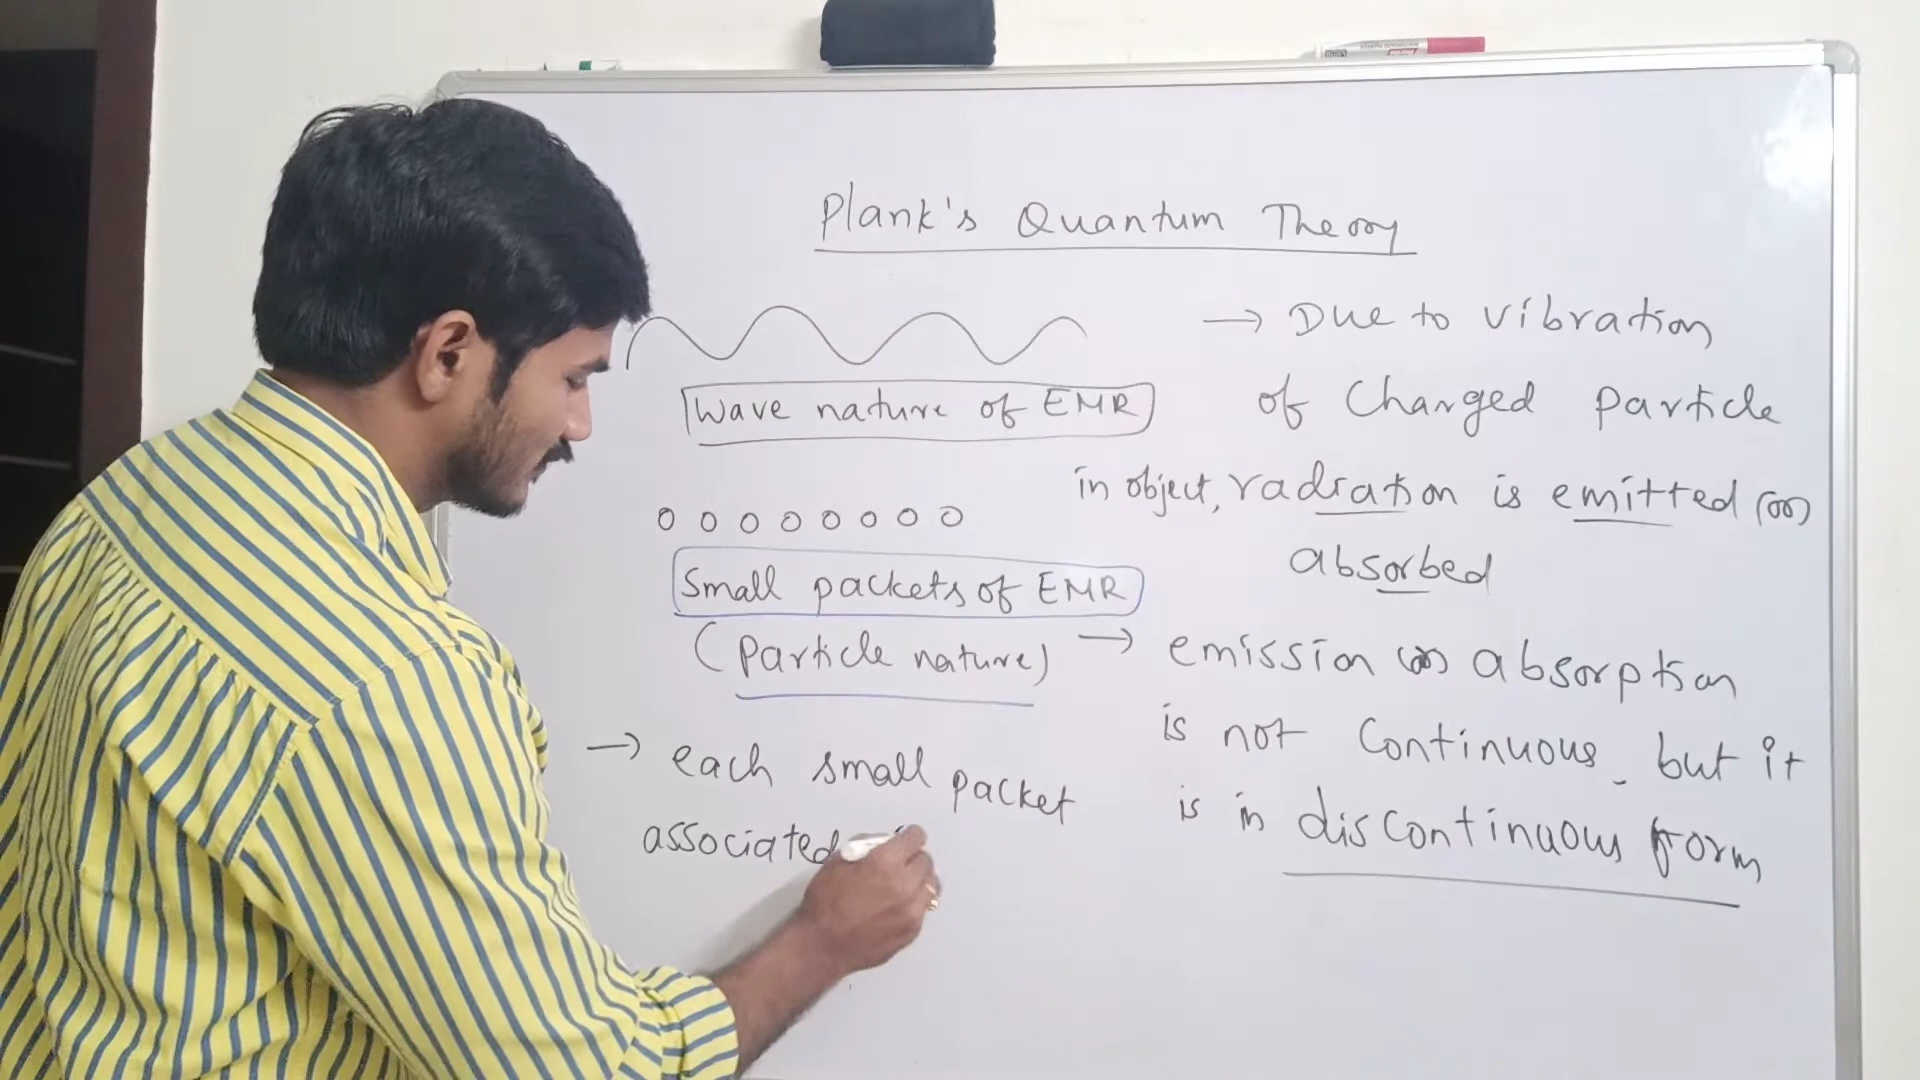 Plank's Quantum Theory
Wave nature of EMR
Small packets of EMR
(Particle nature)
→ each small packet
associated
→ Due to vibration
of Charged particle
in object, radiation is emitted (or)
absorbed
→ emission (or) absorption
is not Continuous, but it
is in discontinuous form